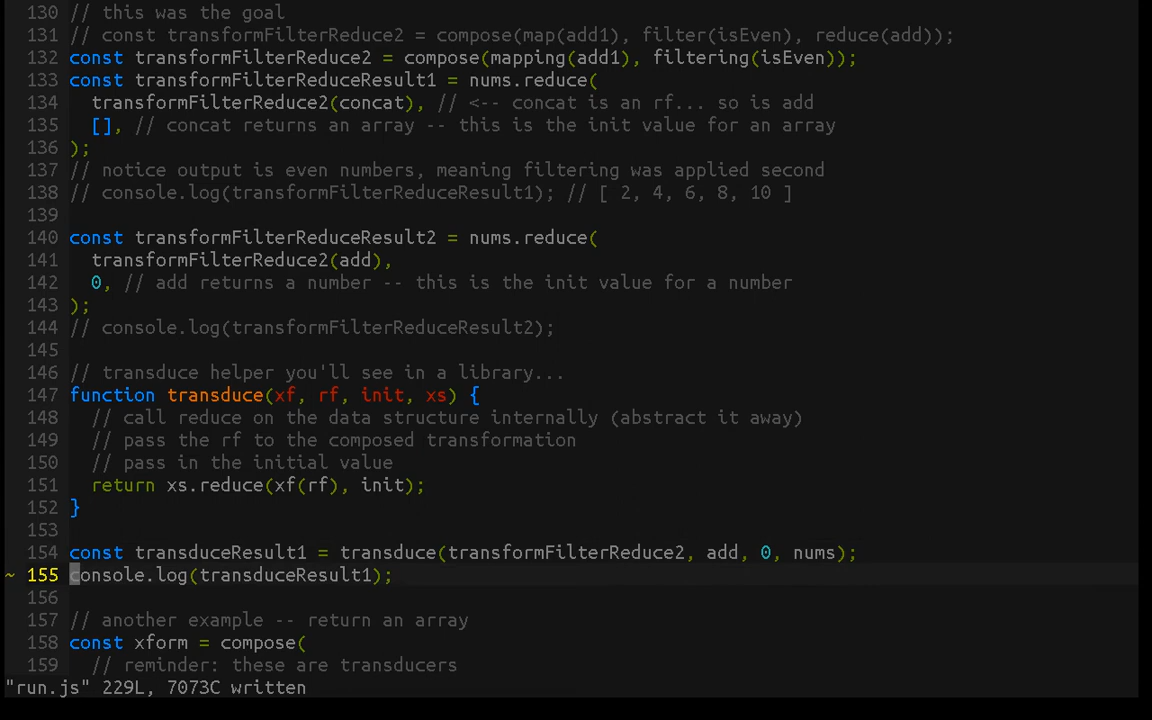 130 // this was the goal
131 // const transformFilterReduce2 = compose(map(add1), filter(isEven), reduce(add));
132 const transformFilterReduce2 = compose(mapping(add1), filtering(isEven));
133 const transformFilterReduceResult1 = nums.reduce(
134   transformFilterReduce2(concat), // <-- concat is an rf... so is add
135   [], // concat returns an array -- this is the init value for an array
136 );
137 // notice output is even numbers, meaning filtering was applied second
138 // console.log(transformFilterReduceResult1); // [ 2, 4, 6, 8, 10 ]
139
140 const transformFilterReduceResult2 = nums.reduce(
141   transformFilterReduce2(add),
142   0, // add returns a number -- this is the init value for a number
143 );
144 // console.log(transformFilterReduceResult2);
145
146 // transduce helper you'll see in a library...
147 function transduce(xf, rf, init, xs) {
148   // call reduce on the data structure internally (abstract it away)
149   // pass the rf to the composed transformation
150   // pass in the initial value
151   return xs.reduce(xf(rf), init);
152 }
153
154 const transduceResult1 = transduce(transformFilterReduce2, add, 0, nums);
~ 155 console.log(transduceResult1);
156
157 // another example -- return an array
158 const xform = compose(
159   // reminder: these are transducers
"run.js" 229L, 7073C written